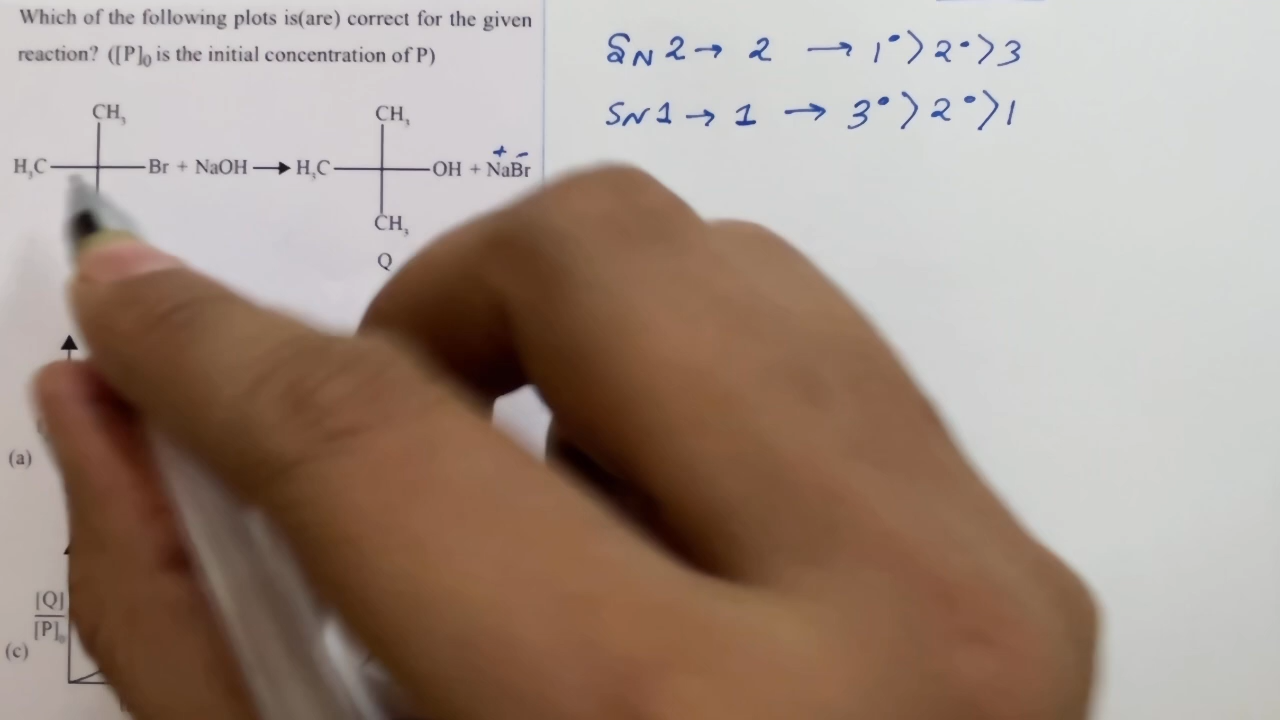 Which of the following plots is(are) correct for the given
reaction? ([P]₀ is the initial concentration of P)
SN2 → 2 → 1° > 2° > 3
SN1 → 1 → 3° > 2° > 1
CH₃ CH₃
+ -
H₃C Br + NaOH → H₃C OH + NaBr
CH₃
Q
(a)
[Q]
[P]₀
(c)